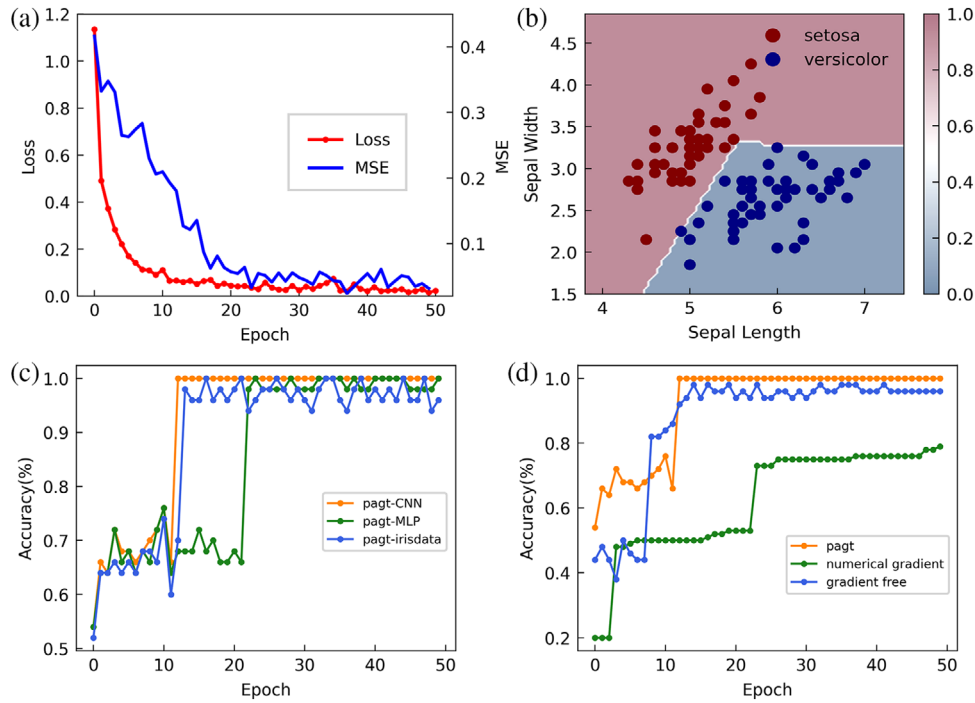 (a)
1.2
1.0
0.8
0.6
0.4
0.2
0.0
Loss
0.4
0.3
0.2
0.1
MSE
Loss
MSE
0
10
20
30
40
50
Epoch
(b)
4.5
4.0
3.5
3.0
2.5
2.0
1.5
Sepal Width
setosa
versicolor
4
5
6
7
Sepal Length
1.0
0.8
0.6
0.4
0.2
0.0
(c)
1.0
0.9
0.8
0.7
0.6
0.5
Accuracy(%)
pagt-CNN
pagt-MLP
pagt-irisdata
0
10
20
30
40
50
Epoch
(d)
1.0
0.8
0.6
0.4
0.2
Accuracy(%)
pagt
numerical gradient
gradient free
0
10
20
30
40
50
Epoch